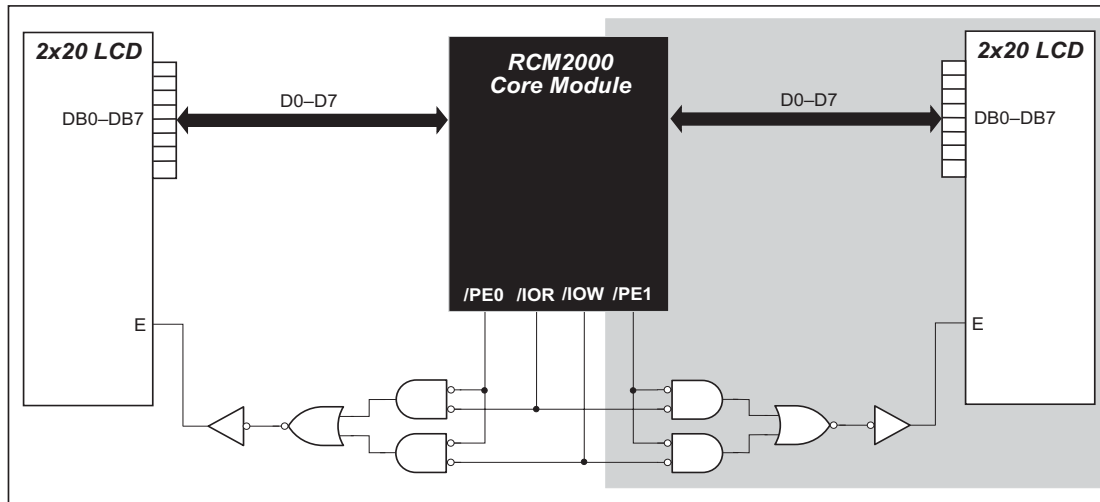 2x20 LCD
RCM2000
Core Module
2x20 LCD
D0–D7
D0–D7
DB0–DB7
DB0–DB7
/PE0 /IOR /IOW /PE1
E
E